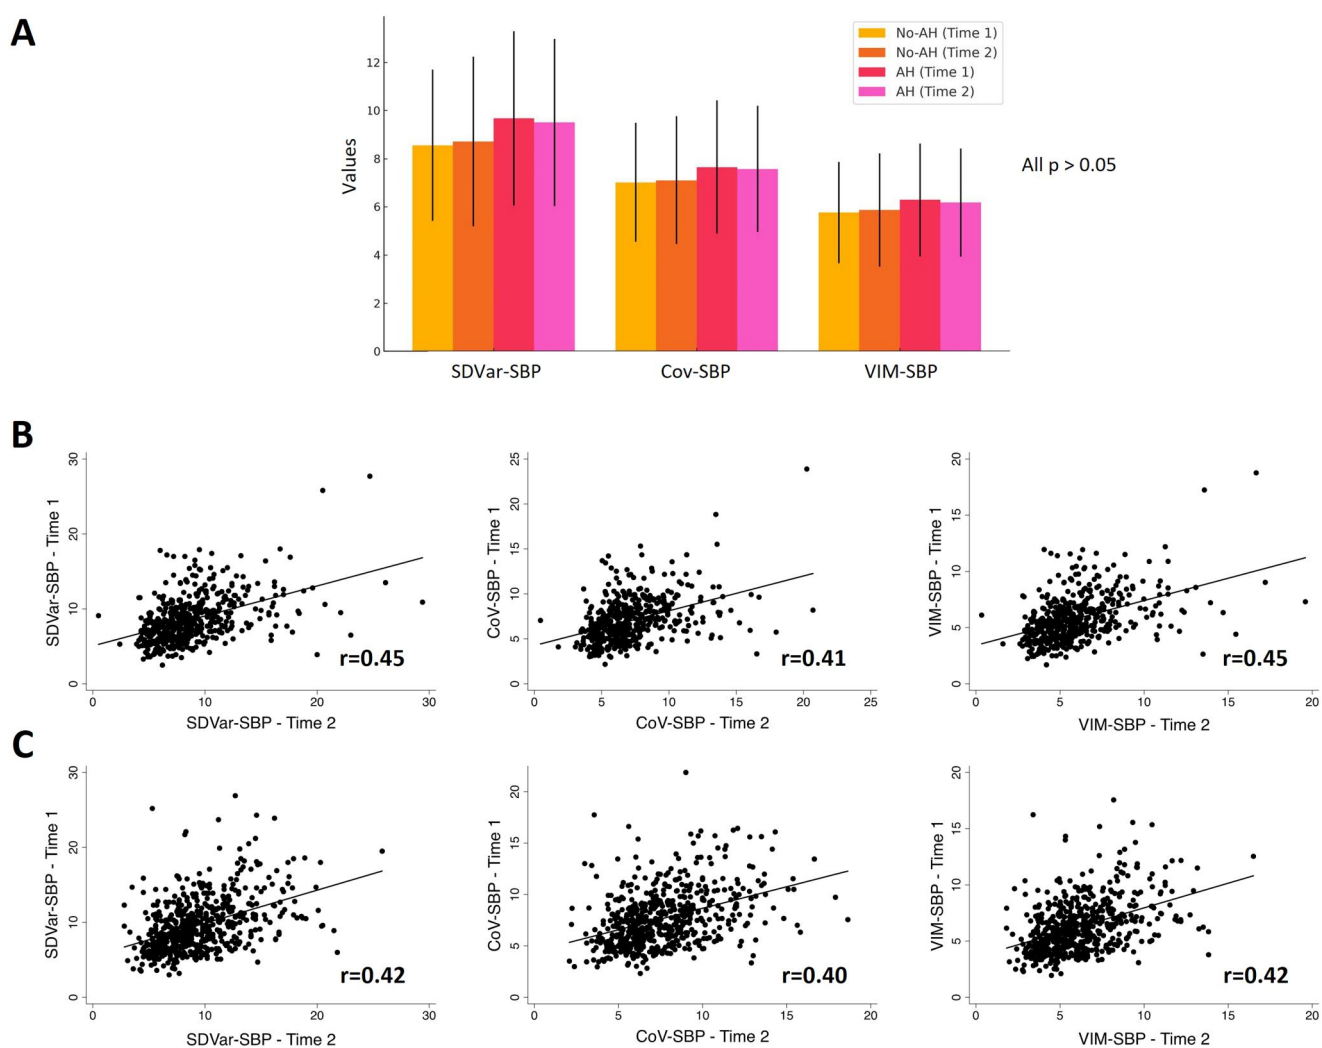 A
No-AH (Time 1)
No-AH (Time 2)
AH (Time 1)
AH (Time 2)
Values
12
10
8
6
4
2
0
All p > 0.05
SDVar-SBP
Cov-SBP
VIM-SBP
B
SDVar-SBP - Time 1
30
20
10
0
r=0.45
0 10 20 30
SDVar-SBP - Time 2
CoV-SBP - Time 1
25
20
15
10
5
0
r=0.41
0 5 10 15 20 25
CoV-SBP - Time 2
VIM-SBP - Time 1
20
15
10
5
0
r=0.45
0 5 10 15 20
VIM-SBP - Time 2
C
SDVar-SBP - Time 1
30
20
10
0
r=0.42
0 10 20 30
SDVar-SBP - Time 2
CoV-SBP - Time 1
20
15
10
5
0
r=0.40
0 5 10 15 20
CoV-SBP - Time 2
VIM-SBP - Time 1
20
15
10
5
0
r=0.42
0 5 10 15 20
VIM-SBP - Time 2